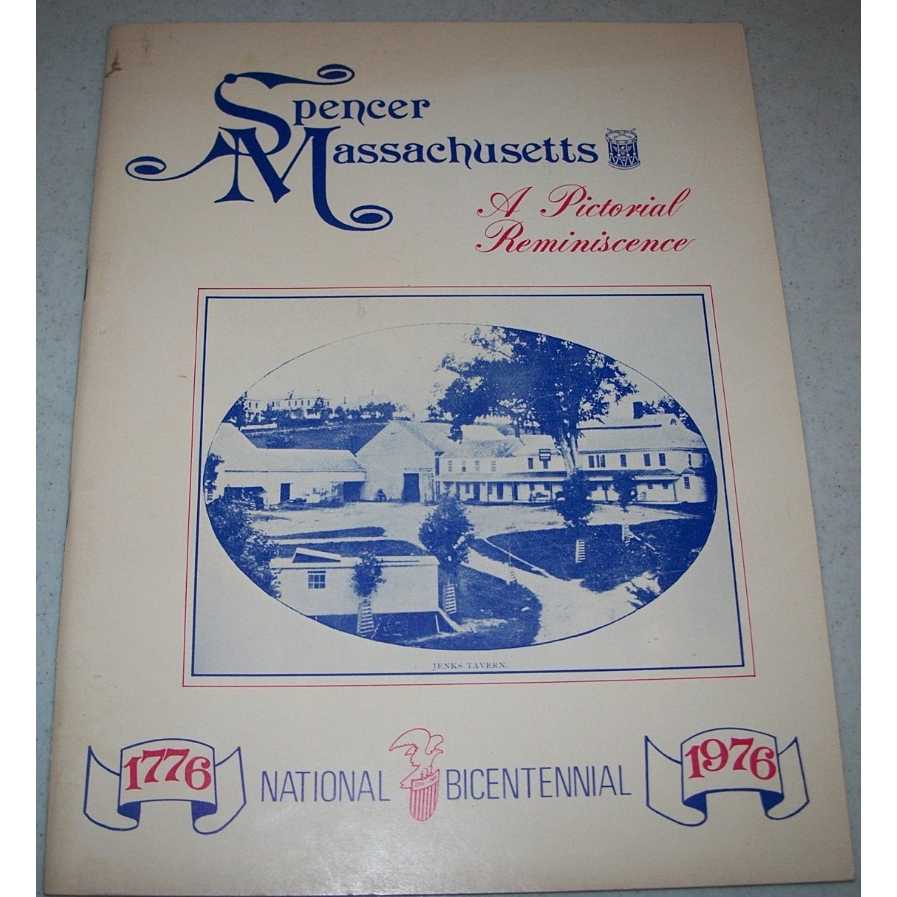 Spencer
Massachusetts
A Pictorial
Reminiscence
JENKS TAVERN.
1776
NATIONAL BICENTENNIAL
1976